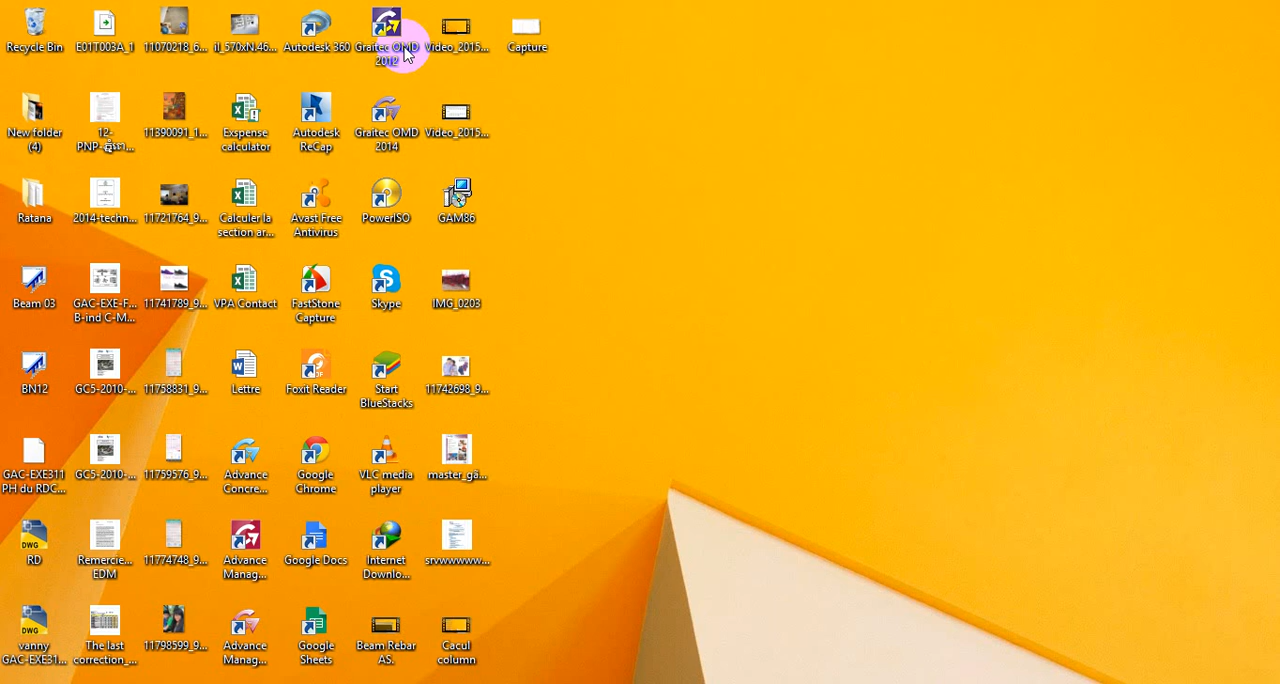 Recycle Bin
E01T003A_1
11070218_6...
il_570xN.46...
Autodesk 360
Graitec OMD
2012
Video_2015...
Capture
New folder
(4)
12-
11390091_1...
Exspense
calculator
Autodesk
ReCap
Graitec OMD
2014
Video_2015...
Ratana
2014-techn...
11721764_9...
Calculer la
section ar...
Avast Free
Antivirus
PowerISO
GAM86
Beam 03
GAC-EXE-F...
B-ind C-M...
11741789_9...
VPA Contact
FastStone
Capture
Skype
IMG_0203
BN12
GC5-2010-...
11758831_9...
Lettre
Foxit Reader
Start
BlueStacks
11742698_9...
GAC-EXE311
PH du RDC...
GC5-2010-...
11759576_9...
Advance
Concre...
Google
Chrome
VLC media
player
master_ga...
DWG
RD
Remercie...
EDM
11774748_9...
Advance
Manag...
Google Docs
Internet
Downlo...
srvwwwww...
DWG
vanny
GAC-EXE31...
The last
correction_...
11798599_9...
Advance
Manag...
Google
Sheets
Beam Rebar
AS.
Cacul
column